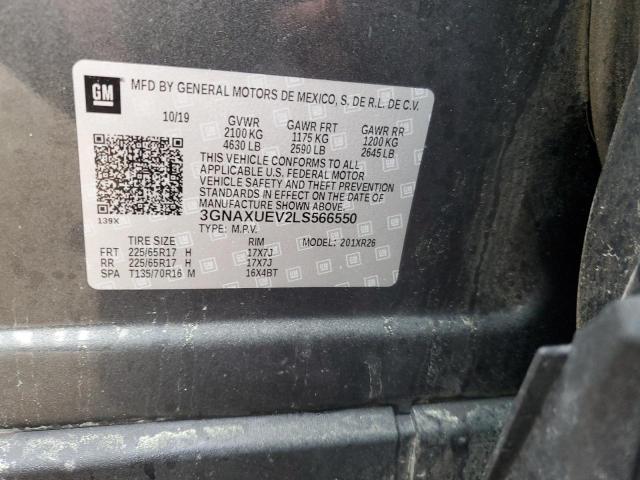 GM
MFD BY GENERAL MOTORS DE MEXICO, S. DE R.L. DE C.V.
10/19 GVWR GAWR FRT GAWR RR
2100 KG 1175 KG 1200 KG
4630 LB 2590 LB 2645 LB
THIS VEHICLE CONFORMS TO ALL
APPLICABLE U.S. FEDERAL MOTOR
VEHICLE SAFETY AND THEFT PREVENTION
STANDARDS IN EFFECT ON THE DATE OF
MANUFACTURE SHOWN ABOVE.
139X 3GNAXUEV2LS566550
TYPE: M.P.V. MODEL: 201XR26
TIRE SIZE RIM
FRT 225/65R17 H 17X7J
RR 225/65R17 H 17X7J
SPA T135/70R16 M 16X4BT